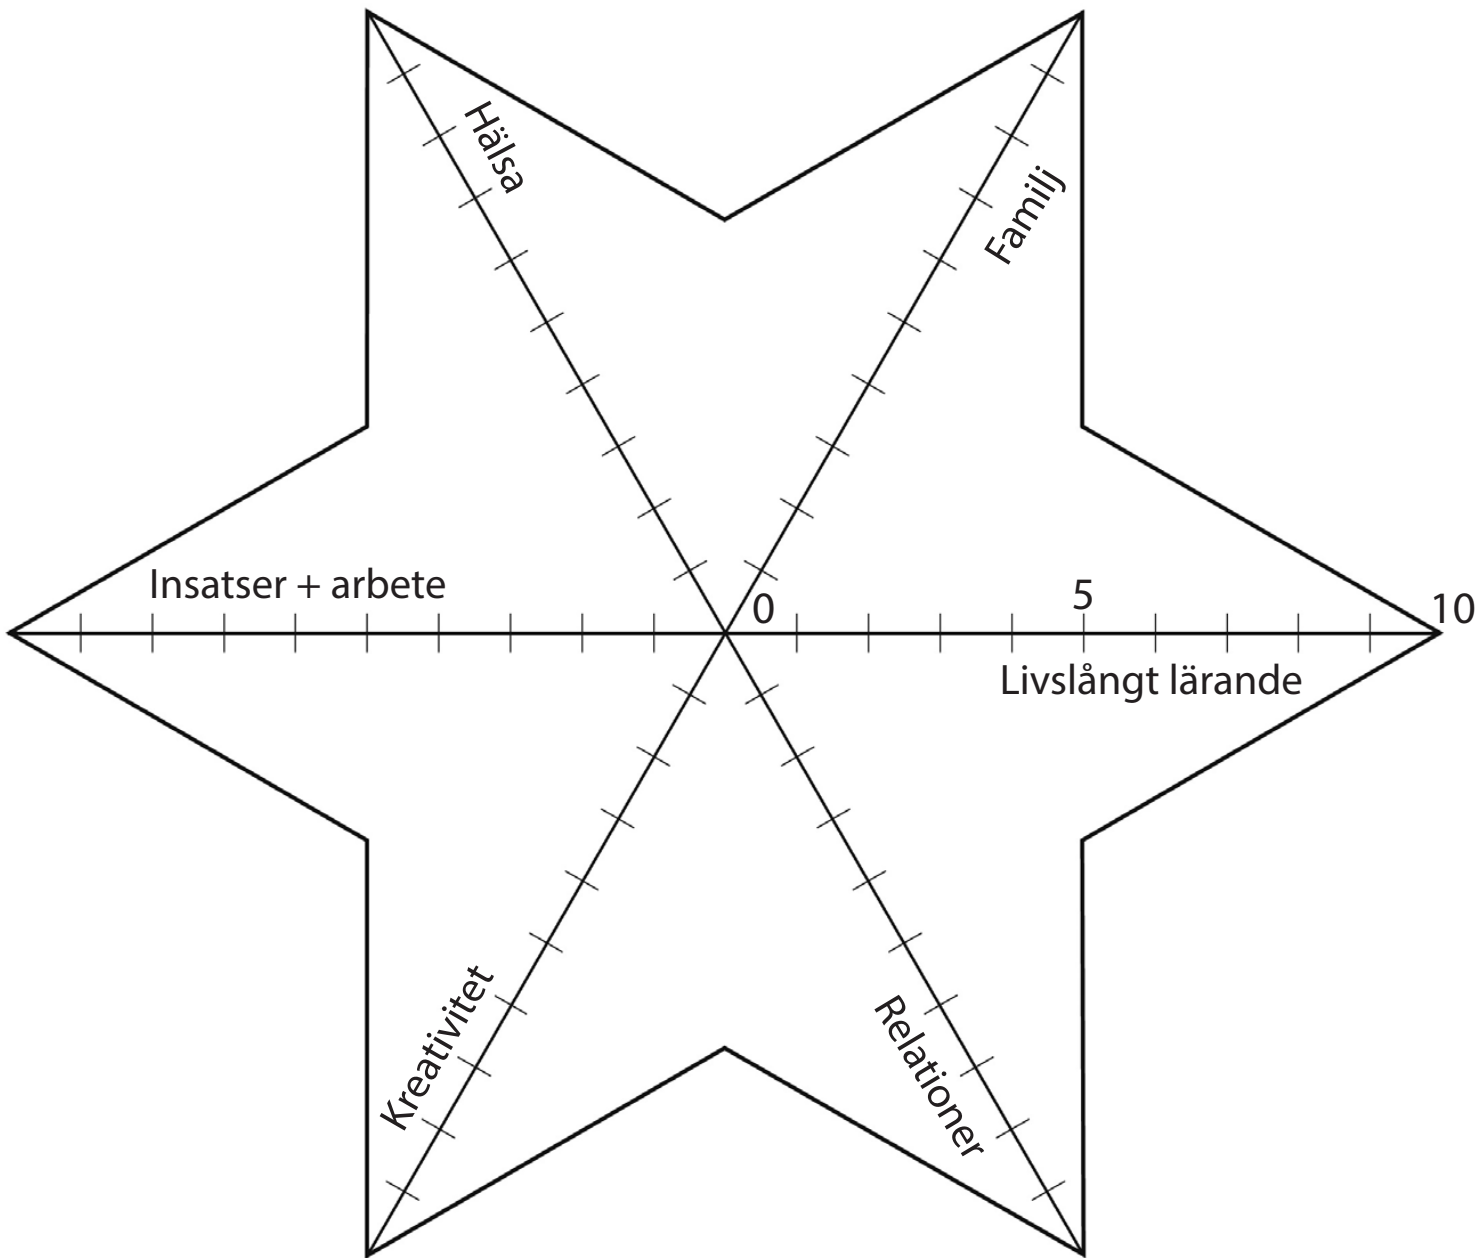 Hälsa
Familj
Insatser + arbete
0
5
10
Livslångt lärande
Kreativitet
Relationer